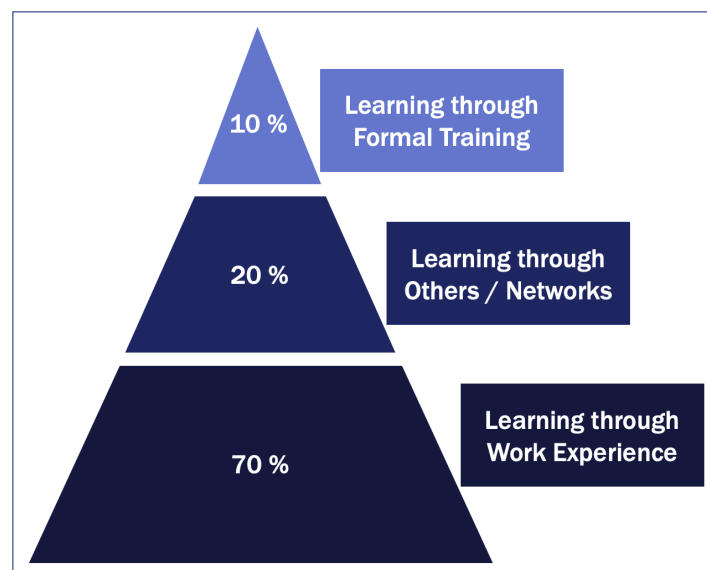 10 %
Learning through
Formal Training
20 %
Learning through
Others / Networks
70 %
Learning through
Work Experience